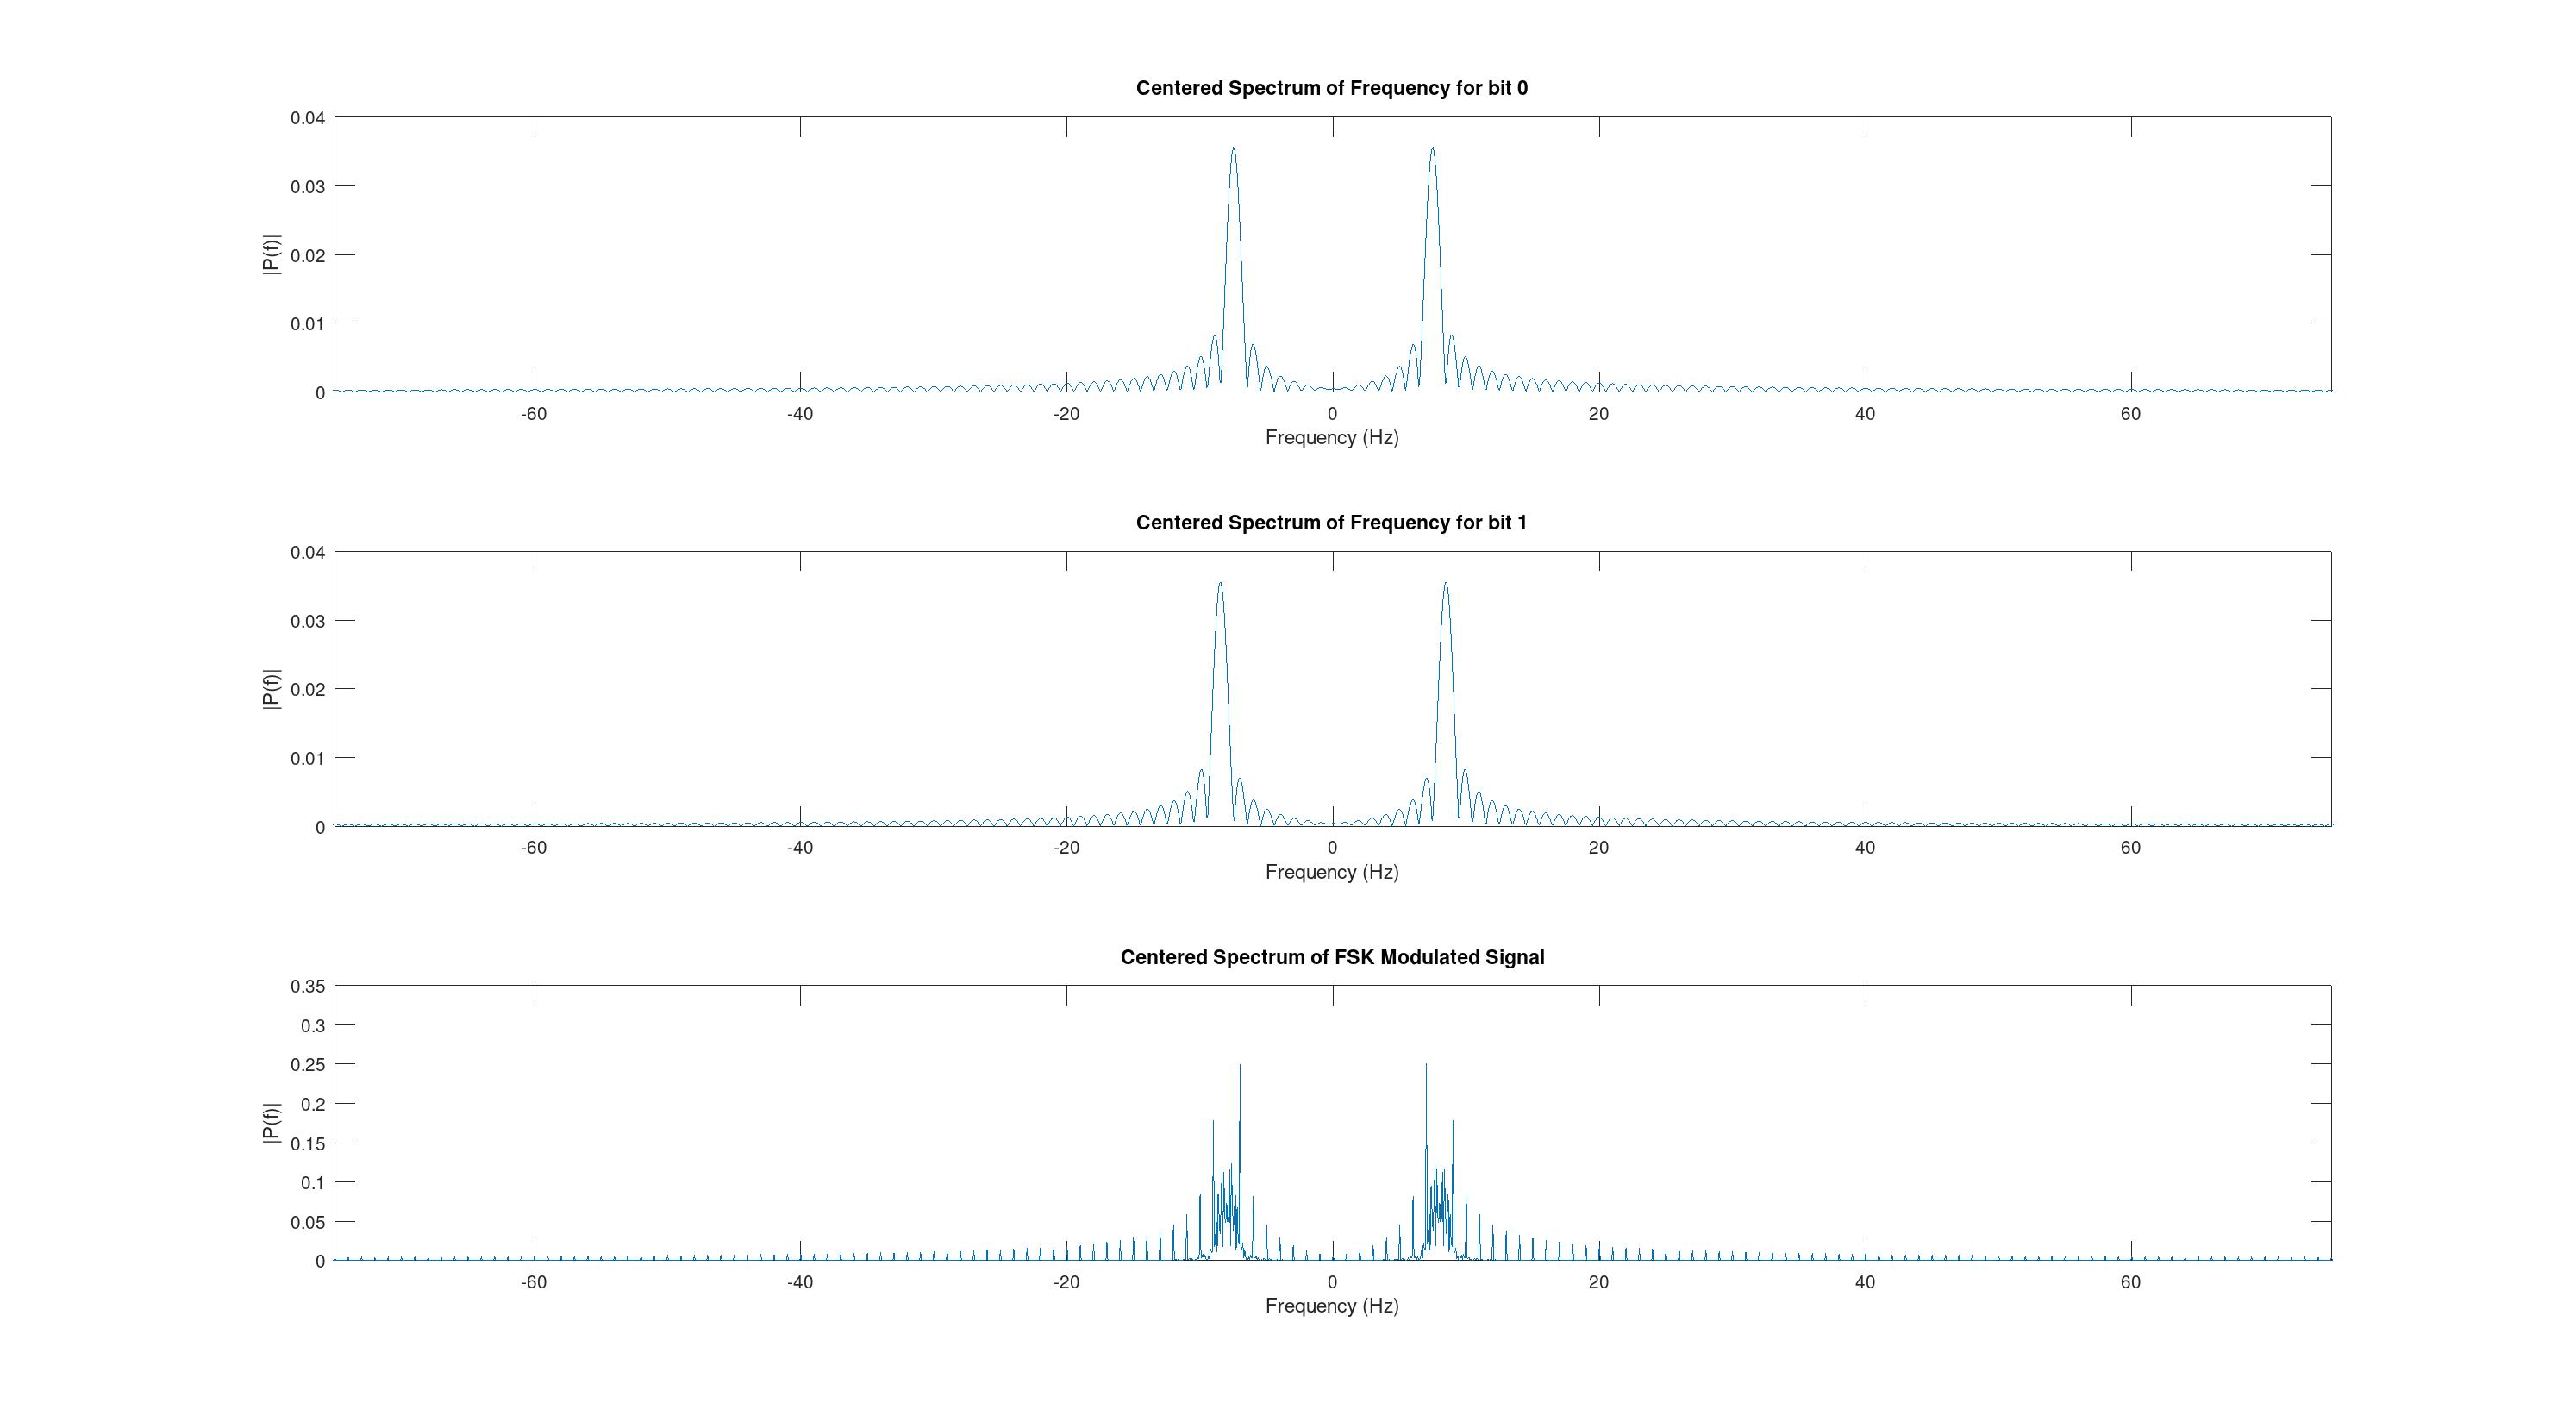 Centered Spectrum of Frequency for bit 0
0.04
0.03
0.02
0.01
0
|P(f)|
-60 -40 -20 0 20 40 60
Frequency (Hz)
Centered Spectrum of Frequency for bit 1
0.04
0.03
0.02
0.01
0
|P(f)|
-60 -40 -20 0 20 40 60
Frequency (Hz)
Centered Spectrum of FSK Modulated Signal
0.35
0.3
0.25
0.2
0.15
0.1
0.05
0
|P(f)|
-60 -40 -20 0 20 40 60
Frequency (Hz)